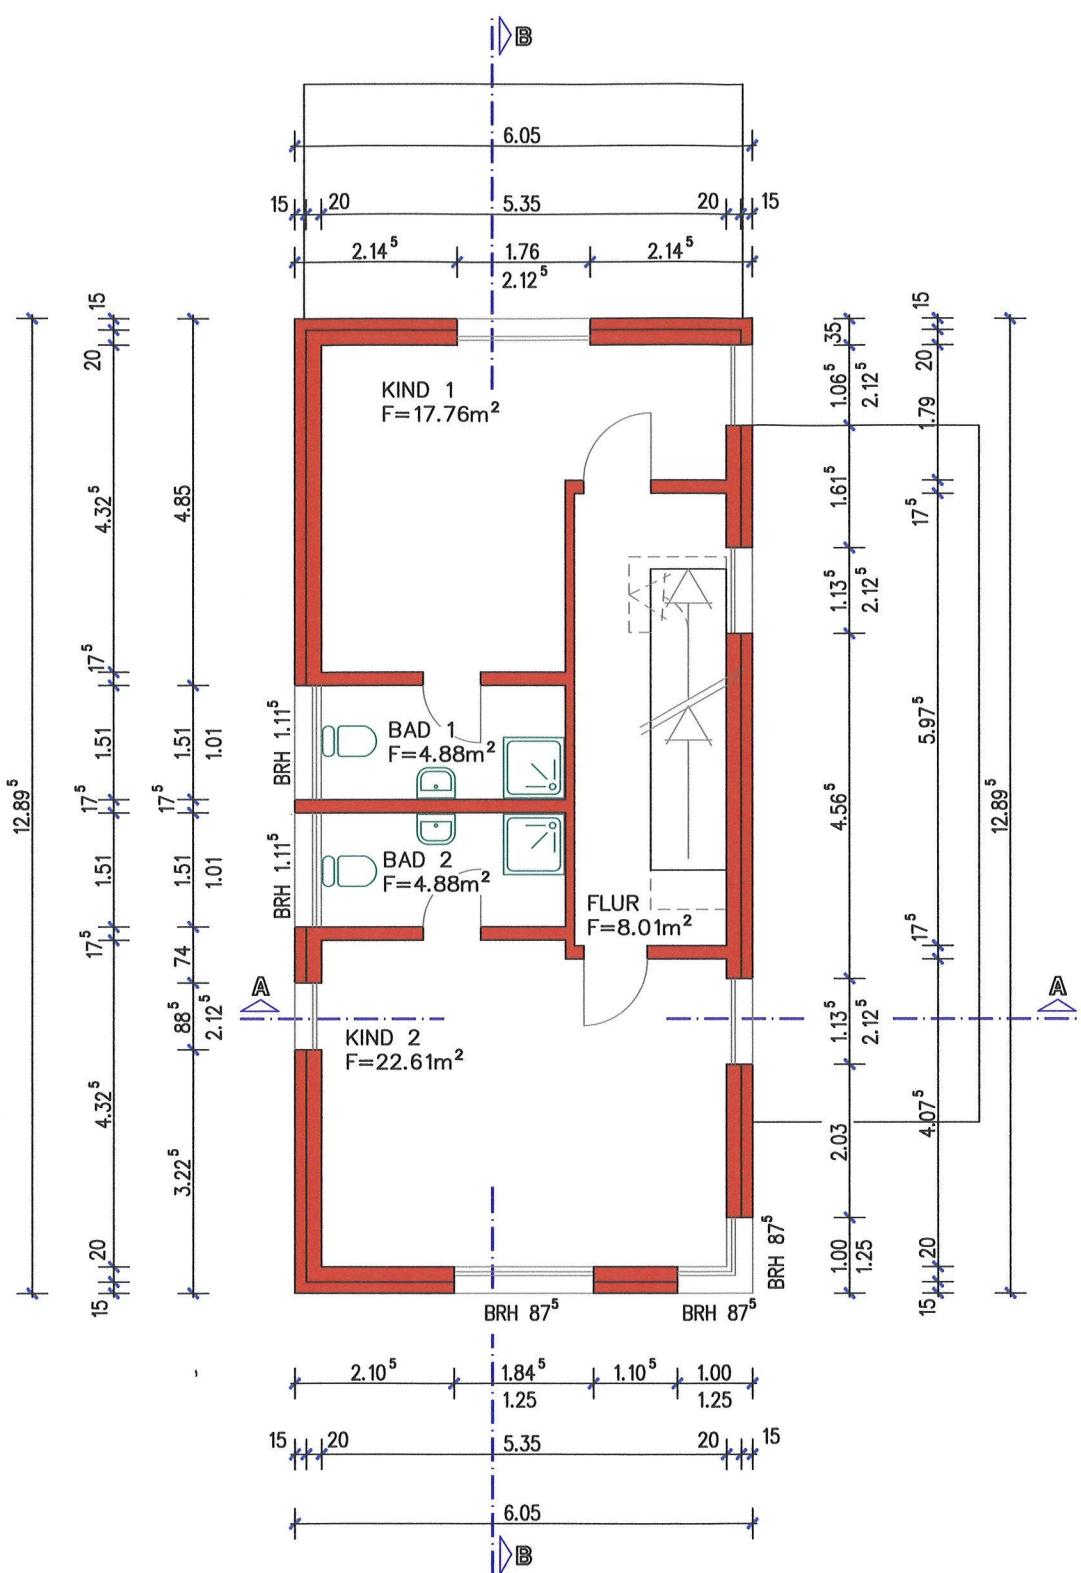 B
6.05
15 20 5.35 20 15
2.14⁵ 1.76 2.14⁵
2.12⁵
12.89⁵
15
20
4.32⁵
17⁵
1.51
17⁵
1.51
17⁵
4.32⁵
20
15
4.85
1.51
1.01
17⁵
1.51
1.01
74
88⁵
2.12⁵
3.22⁵
BRH 1.11⁵
BRH 1.11⁵
KIND 1
F=17.76m²
BAD 1
F=4.88m²
BAD 2
F=4.88m²
FLUR
F=8.01m²
KIND 2
F=22.61m²
A
A
35
1.06⁵
2.12⁵
1.61⁵
1.13⁵
2.12⁵
4.56⁵
1.13⁵
2.12⁵
2.03
1.00
1.25
BRH 87⁵
15
20
1.79
17⁵
5.97⁵
17⁵
4.07⁵
20
15
12.89⁵
BRH 87⁵ BRH 87⁵
2.10⁵ 1.84⁵ 1.10⁵ 1.00
1.25 1.25
15 20 5.35 20 15
6.05
B